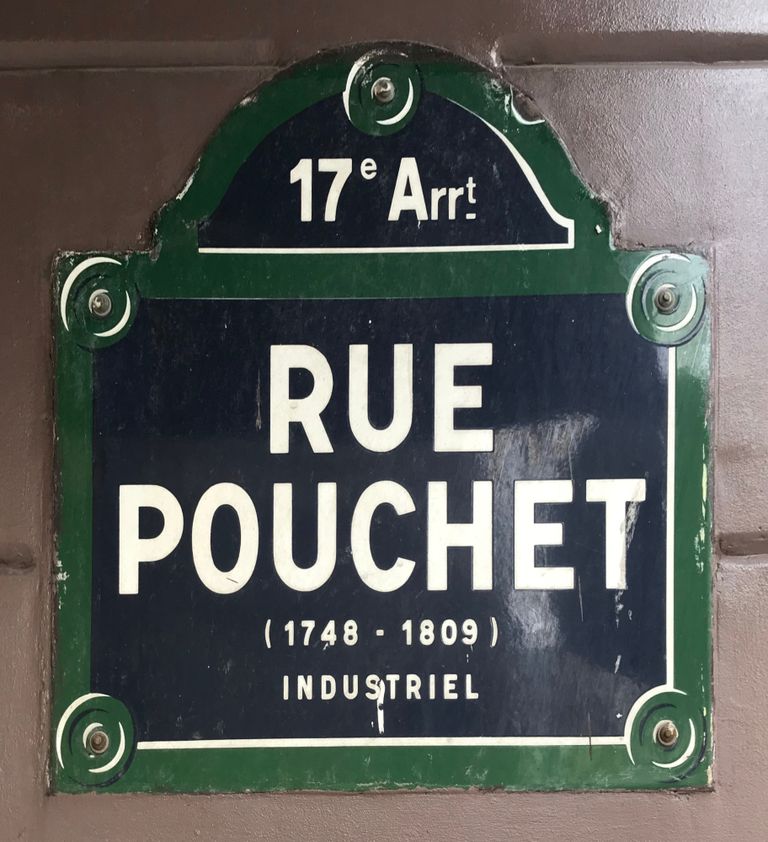 17e Arrt
RUE
POUCHET
(1748 - 1809)
INDUSTRIEL